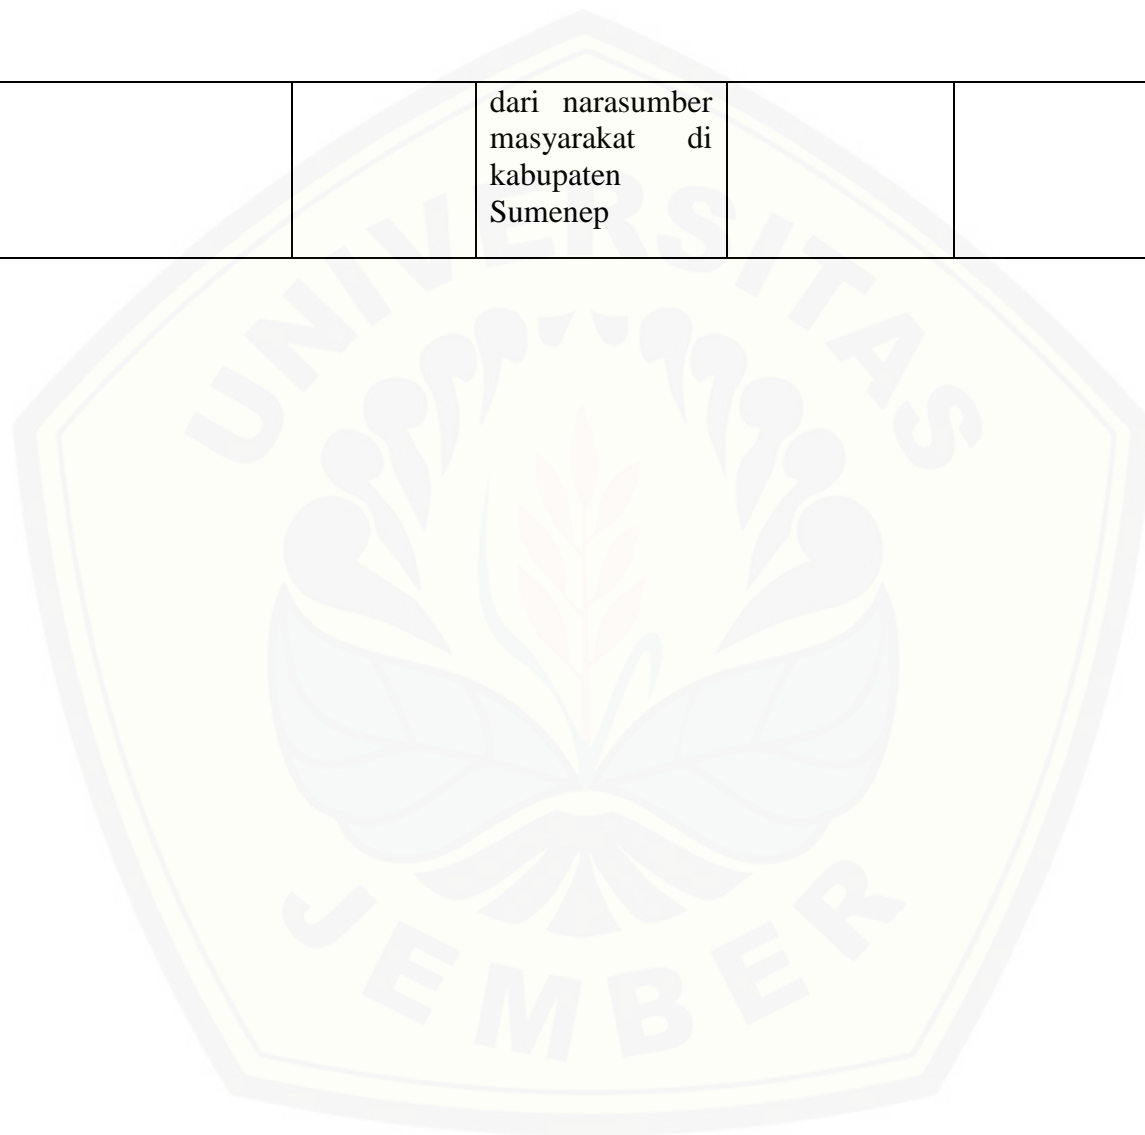 dari narasumber
masyarakat di
kabupaten
Sumenep
UNIVERSITAS
JEMBER